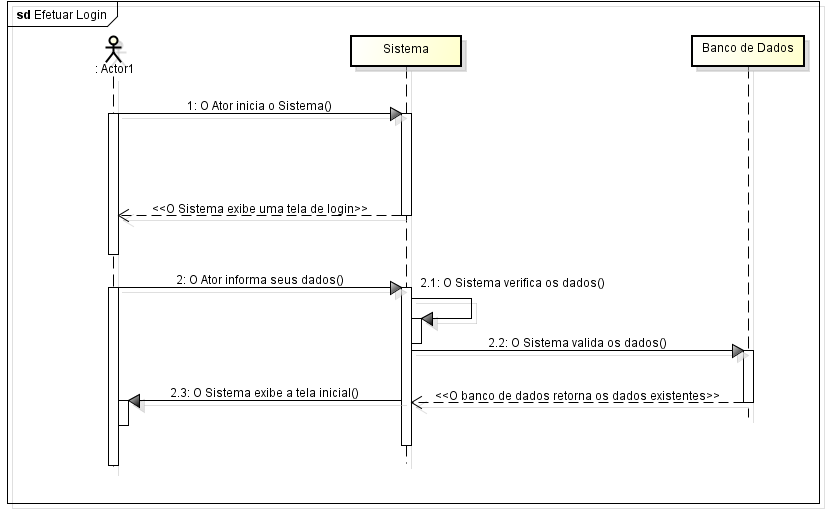 sd Efetuar Login
: Actor1
Sistema
Banco de Dados
1: O Ator inicia o Sistema()
<<O Sistema exibe uma tela de login>>
2: O Ator informa seus dados()
2.1: O Sistema verifica os dados()
2.2: O Sistema valida os dados()
2.3: O Sistema exibe a tela inicial()
<<O banco de dados retorna os dados existentes>>